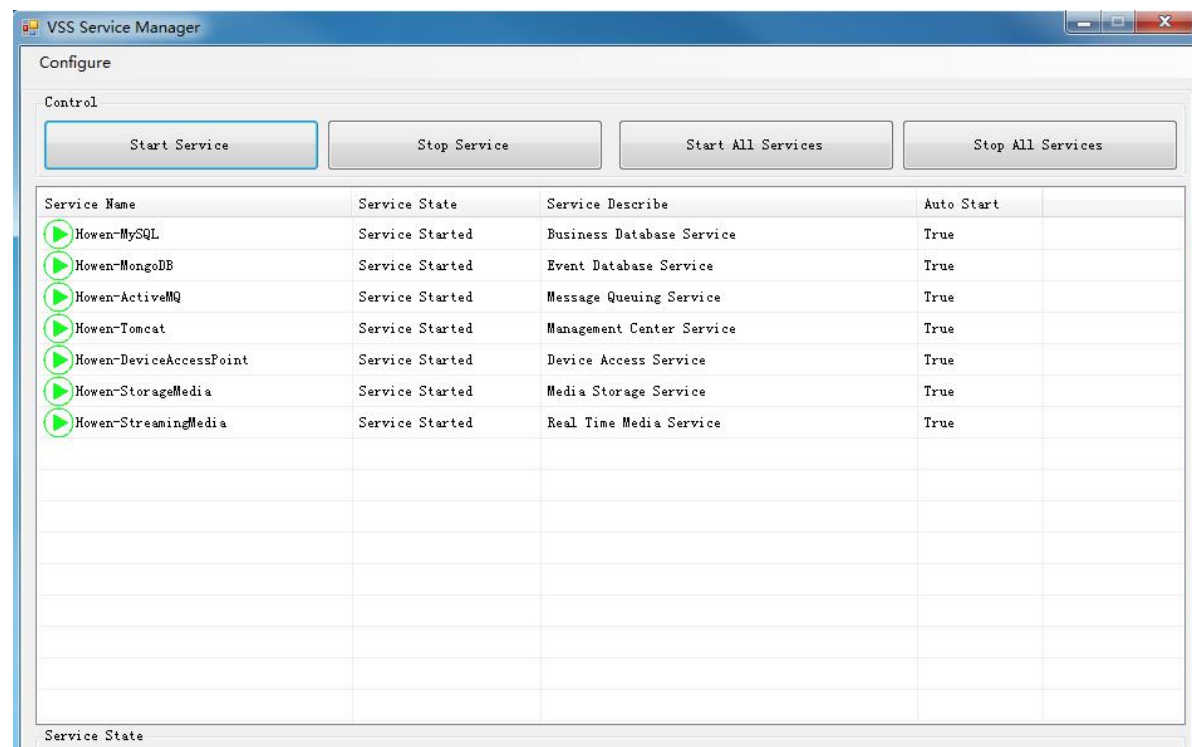 VSS Service Manager
Configure
Control
Start Service Stop Service Start All Services Stop All Services
Service Name Service State Service Describe Auto Start
Howen-MySQL Service Started Business Database Service True
Howen-MongoDB Service Started Event Database Service True
Howen-ActiveMQ Service Started Message Queuing Service True
Howen-Tomcat Service Started Management Center Service True
Howen-DeviceAccessPoint Service Started Device Access Service True
Howen-StorageMedia Service Started Media Storage Service True
Howen-StreamingMedia Service Started Real Time Media Service True
Service State